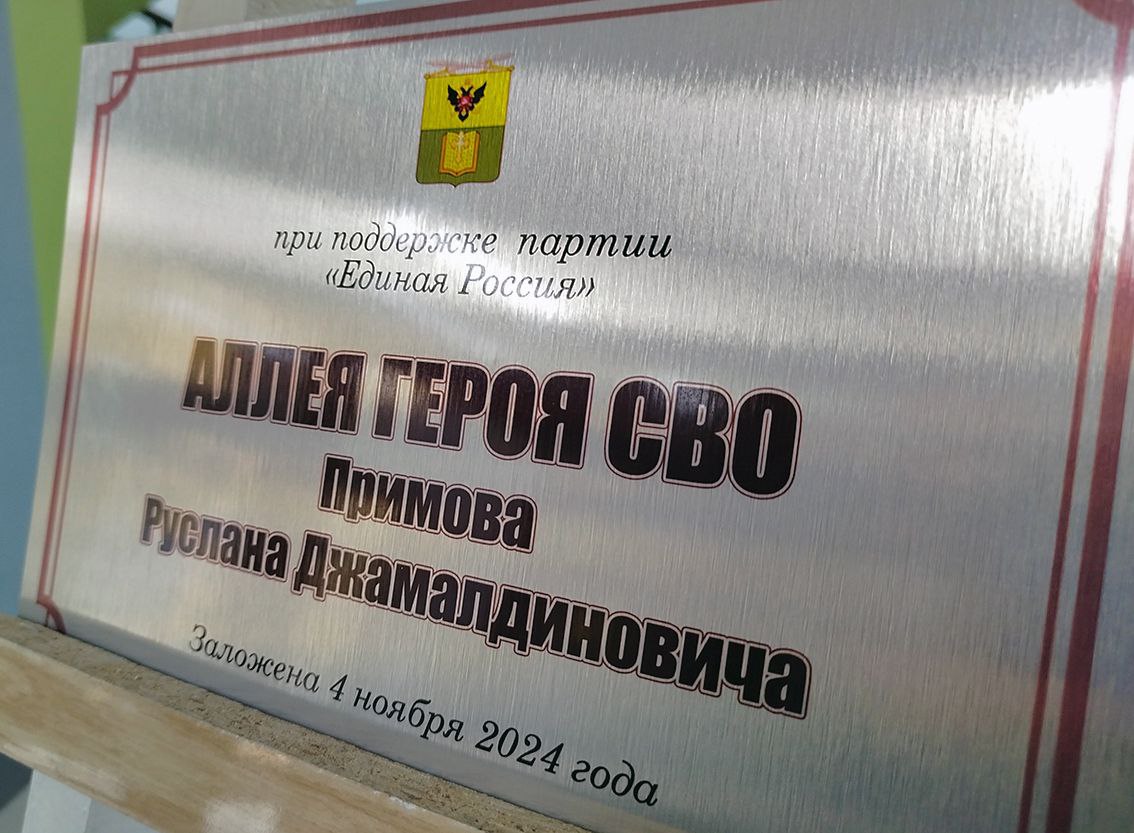 при поддержке партии
«Единая Россия»
АЛЛЕЯ ГЕРОЯ СВО
Примова
Руслана Джамалдиновича
Заложена 4 ноября 2024 года